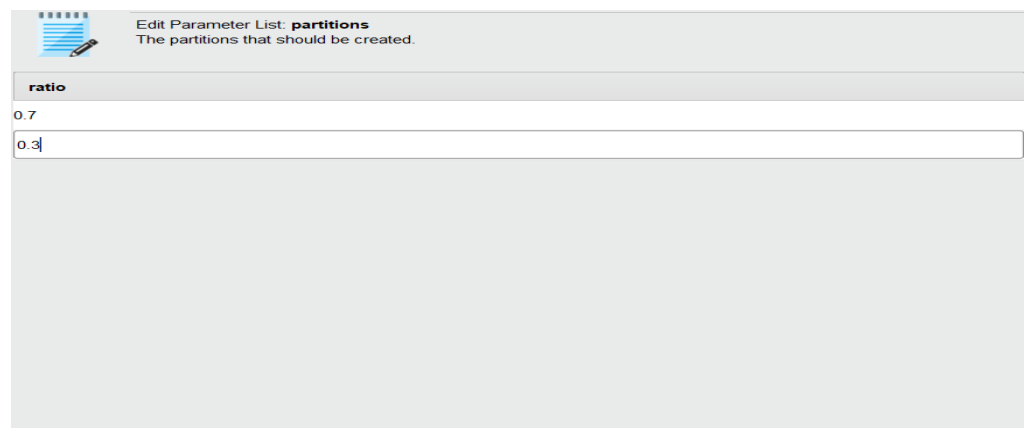 Edit Parameter List: partitions
The partitions that should be created.
ratio
0.7
0.3